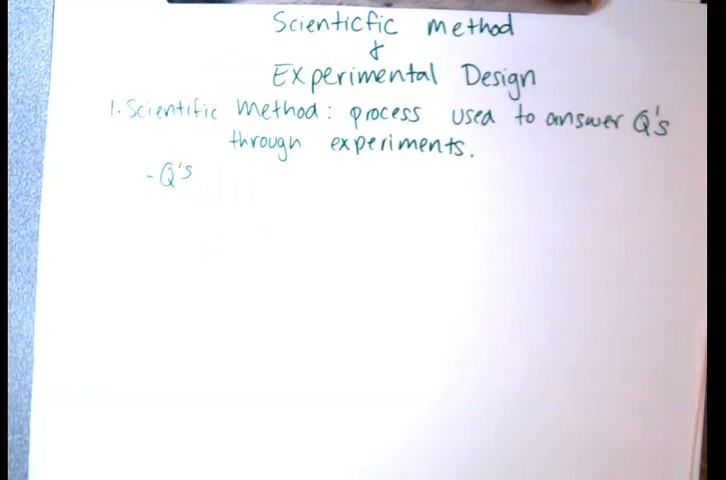 Scienticfic method
&
Experimental Design
1. Scientific Method: process used to answer Q's
through experiments.
- Q's